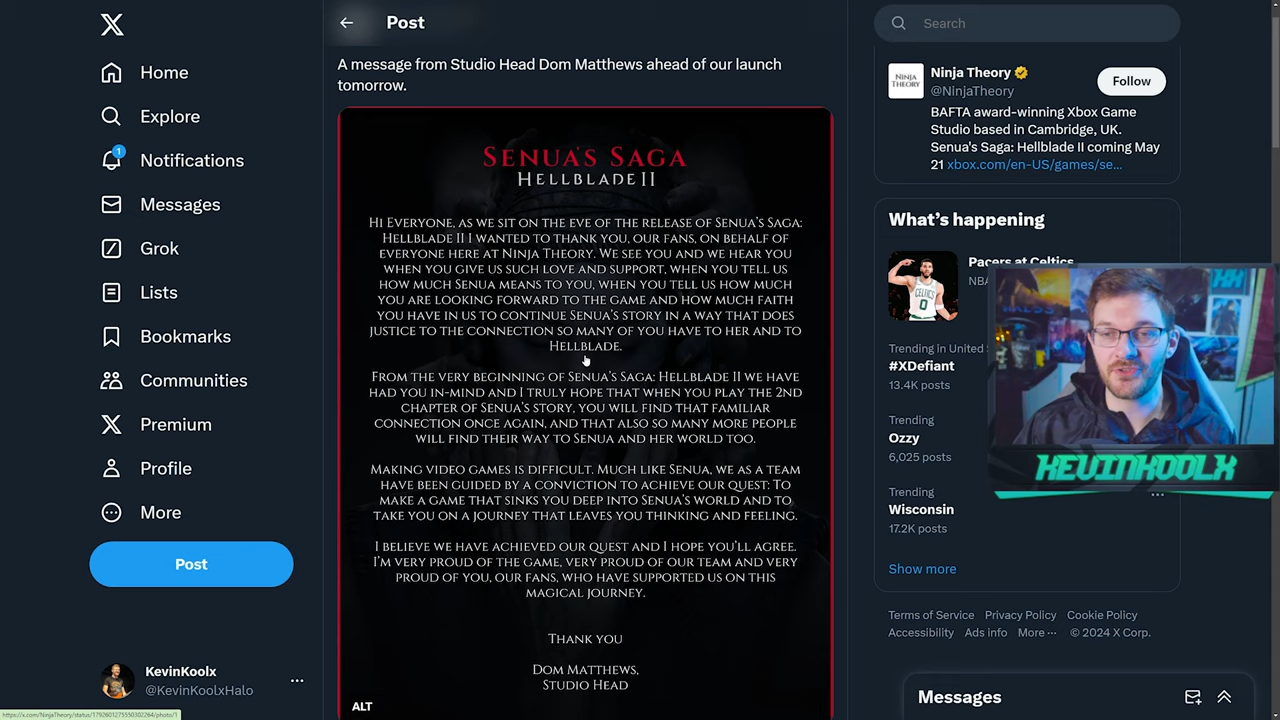 Home
Explore
1
Notifications
Messages
Grok
Lists
Bookmarks
Communities
Premium
Profile
More
Post
KevinKoolx
@KevinKoolxHalo
https://x.com/NinjaTheory/status/1792601275550302264/photo/1
Post
A message from Studio Head Dom Matthews ahead of our launch
tomorrow.
SENUA'S SAGA
HELLBLADE II
HI EVERYONE, AS WE SIT ON THE EVE OF THE RELEASE OF SENUA'S SAGA:
HELLBLADE II I WANTED TO THANK YOU, OUR FANS, ON BEHALF OF
EVERYONE HERE AT NINJA THEORY. WE SEE YOU AND WE HEAR YOU
WHEN YOU GIVE US SUCH LOVE AND SUPPORT, WHEN YOU TELL US
HOW MUCH SENUA MEANS TO YOU, WHEN YOU TELL US HOW MUCH
YOU ARE LOOKING FORWARD TO THE GAME AND HOW MUCH FAITH
YOU HAVE IN US TO CONTINUE SENUA'S STORY IN A WAY THAT DOES
JUSTICE TO THE CONNECTION SO MANY OF YOU HAVE TO HER AND TO
HELLBLADE.
FROM THE VERY BEGINNING OF SENUA'S SAGA: HELLBLADE II WE HAVE
HAD YOU IN-MIND AND I TRULY HOPE THAT WHEN YOU PLAY THE 2ND
CHAPTER OF SENUA'S STORY, YOU WILL FIND THAT FAMILIAR
CONNECTION ONCE AGAIN, AND THAT ALSO SO MANY MORE PEOPLE
WILL FIND THEIR WAY TO SENUA AND HER WORLD TOO.
MAKING VIDEO GAMES IS DIFFICULT. MUCH LIKE SENUA, WE AS A TEAM
HAVE BEEN GUIDED BY A CONVICTION TO ACHIEVE OUR QUEST: TO
MAKE A GAME THAT SINKS YOU DEEP INTO SENUA'S WORLD AND TO
TAKE YOU ON A JOURNEY THAT LEAVES YOU THINKING AND FEELING.
I BELIEVE WE HAVE ACHIEVED OUR QUEST AND I HOPE YOU'LL AGREE.
I'M VERY PROUD OF THE GAME, VERY PROUD OF OUR TEAM AND VERY
PROUD OF YOU, OUR FANS, WHO HAVE SUPPORTED US ON THIS
MAGICAL JOURNEY.
THANK YOU
DOM MATTHEWS,
STUDIO HEAD
ALT
Search
NINJA
THEORY
Ninja Theory
@NinjaTheory
Follow
BAFTA award-winning Xbox Game
Studio based in Cambridge, UK.
Senua's Saga: Hellblade II coming May
21 xbox.com/en-US/games/se...
What's happening
Pacers at Celtics
NBA
Trending in United
#XDefiant
13.4K posts
Trending
Ozzy
6,025 posts
Trending
Wisconsin
17.2K posts
Show more
KEVINKOOLX
Terms of Service Privacy Policy Cookie Policy
Accessibility Ads info More ··· © 2024 X Corp.
Messages